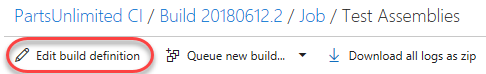 PartsUnlimited CI / Build 20180612.2 / Job / Test Assemblies
Edit build definition Queue new build... Download all logs as zip